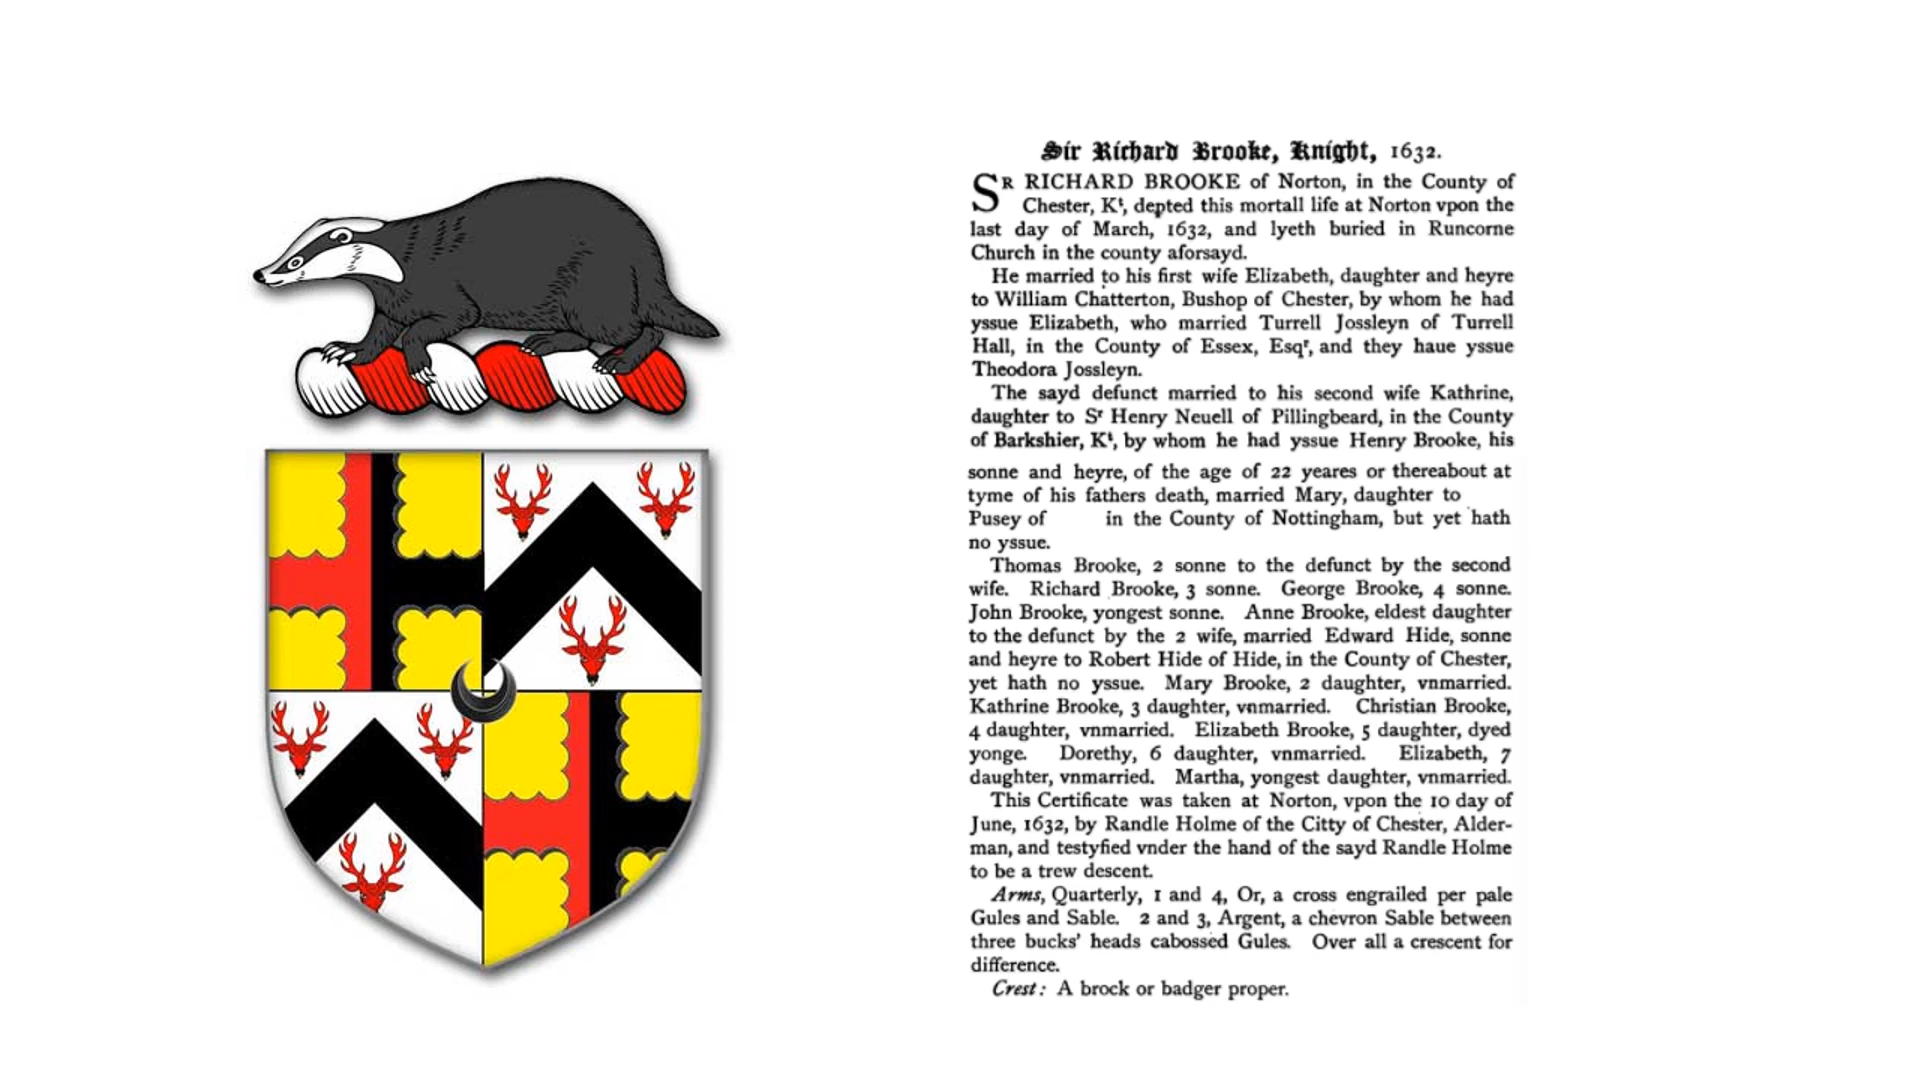 Sir Richard Brooke, Knight, 1632.
SR RICHARD BROOKE of Norton, in the County of
Chester, Kt, depted this mortall life at Norton vpon the
last day of March, 1632, and lyeth buried in Runcorne
Church in the county aforsayd.
He married to his first wife Elizabeth, daughter and heyre
to William Chatterton, Bushop of Chester, by whom he had
yssue Elizabeth, who married Turrell Jossleyn of Turrell
Hall, in the County of Essex, Esqr, and they haue yssue
Theodora Jossleyn.
The sayd defunct married to his second wife Kathrine,
daughter to Sr Henry Neuell of Pillingbeard, in the County
of Barkshier, Kt, by whom he had yssue Henry Brooke, his
sonne and heyre, of the age of 22 yeares or thereabout at
tyme of his fathers death, married Mary, daughter to
Pusey of in the County of Nottingham, but yet hath
no yssue.
Thomas Brooke, 2 sonne to the defunct by the second
wife. Richard Brooke, 3 sonne. George Brooke, 4 sonne.
John Brooke, yongest sonne. Anne Brooke, eldest daughter
to the defunct by the 2 wife, married Edward Hide, sonne
and heyre to Robert Hide of Hide, in the County of Chester,
yet hath no yssue. Mary Brooke, 2 daughter, vnmarried.
Kathrine Brooke, 3 daughter, vnmarried. Christian Brooke,
4 daughter, vnmarried. Elizabeth Brooke, 5 daughter, dyed
yonge. Dorethy, 6 daughter, vnmarried. Elizabeth, 7
daughter, vnmarried. Martha, yongest daughter, vnmarried.
This Certificate was taken at Norton, vpon the 10 day of
June, 1632, by Randle Holme of the Citty of Chester, Alder-
man, and testyfied vnder the hand of the sayd Randle Holme
to be a trew descent.
Arms, Quarterly, 1 and 4, Or, a cross engrailed per pale
Gules and Sable. 2 and 3, Argent, a chevron Sable between
three bucks' heads cabossed Gules. Over all a crescent for
difference.
Crest: A brock or badger proper.